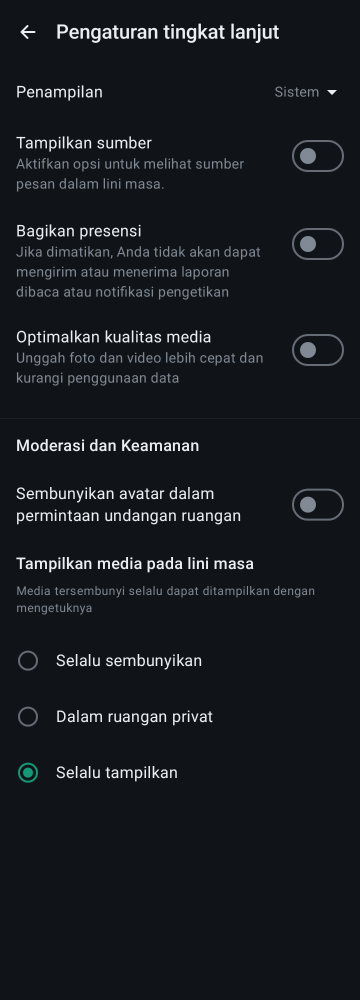 Pengaturan tingkat lanjut
Penampilan
Sistem
Tampilkan sumber
Aktifkan opsi untuk melihat sumber
pesan dalam lini masa.
Bagikan presensi
Jika dimatikan, Anda tidak akan dapat
mengirim atau menerima laporan
dibaca atau notifikasi pengetikan
Optimalkan kualitas media
Unggah foto dan video lebih cepat dan
kurangi penggunaan data
Moderasi dan Keamanan
Sembunyikan avatar dalam
permintaan undangan ruangan
Tampilkan media pada lini masa
Media tersembunyi selalu dapat ditampilkan dengan
mengetuknya
Selalu sembunyikan
Dalam ruangan privat
Selalu tampilkan